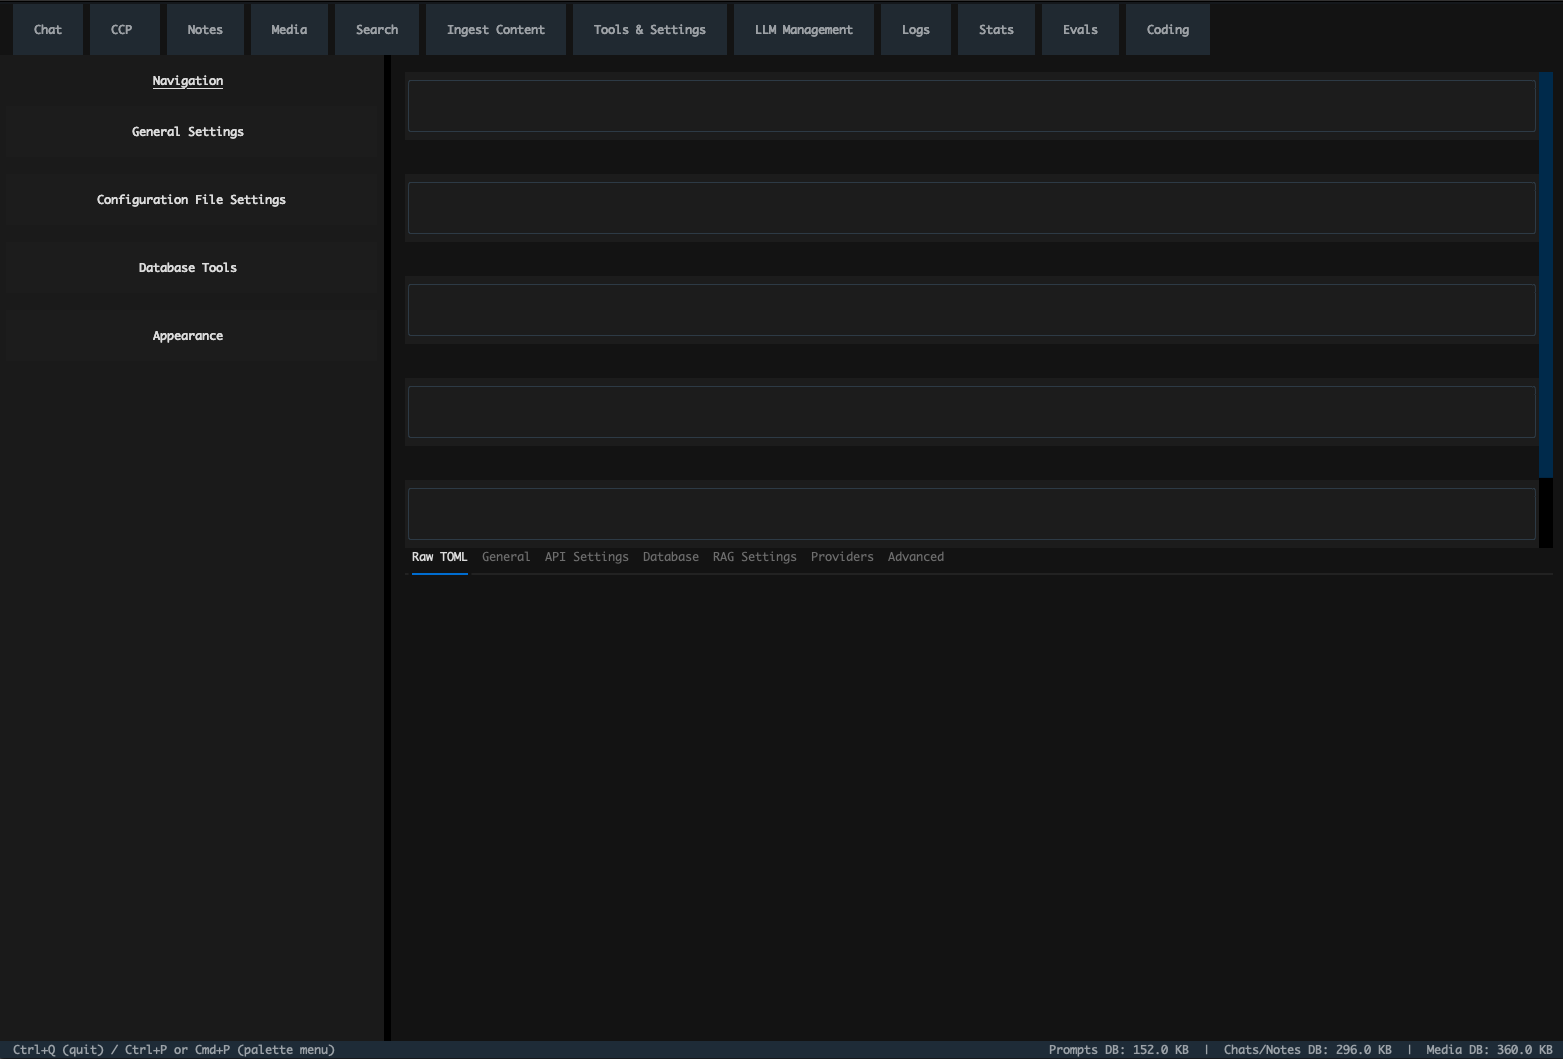 Chat CCP Notes Media Search Ingest Content Tools & Settings LLM Management Logs Stats Evals Coding
Navigation
General Settings
Configuration File Settings
Database Tools
Appearance
Raw TOML General API Settings Database RAG Settings Providers Advanced
Ctrl+Q (quit) / Ctrl+P or Cmd+P (palette menu) Prompts DB: 152.0 KB | Chats/Notes DB: 296.0 KB | Media DB: 360.0 KB